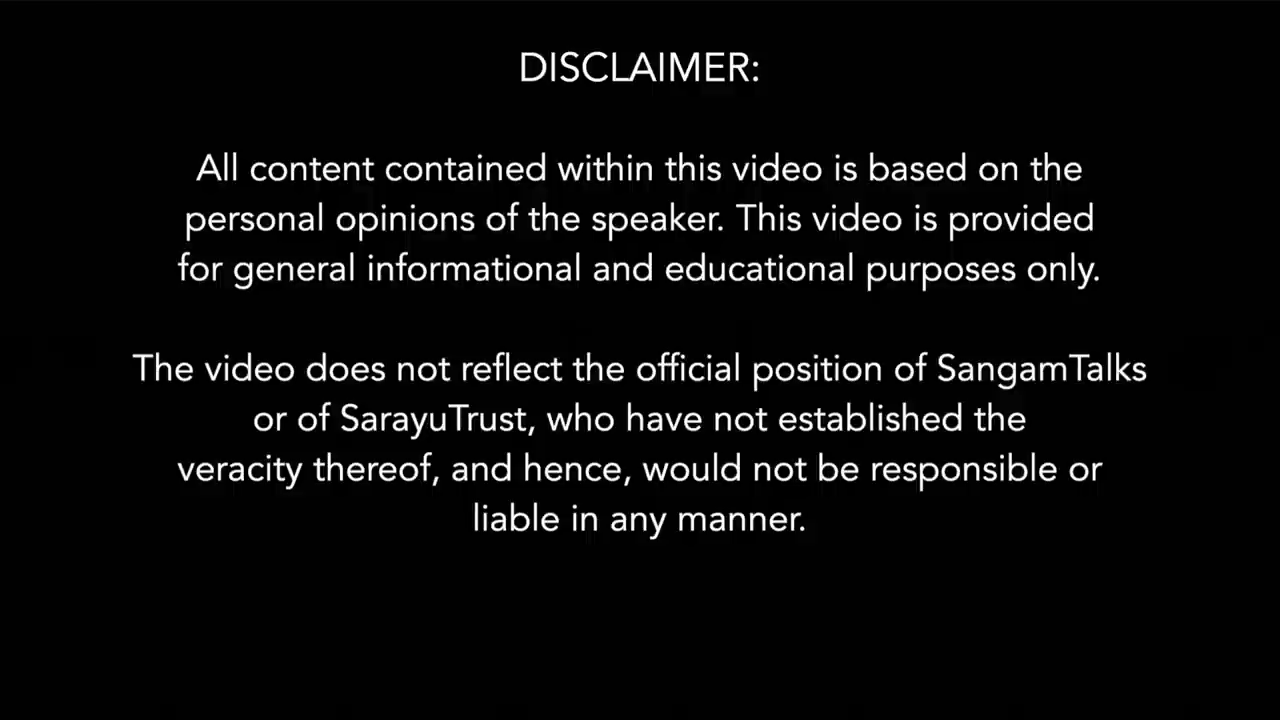 DISCLAIMER:
All content contained within this video is based on the
personal opinions of the speaker. This video is provided
for general informational and educational purposes only.
The video does not reflect the official position of SangamTalks
or of SarayuTrust, who have not established the
veracity thereof, and hence, would not be responsible or
liable in any manner.